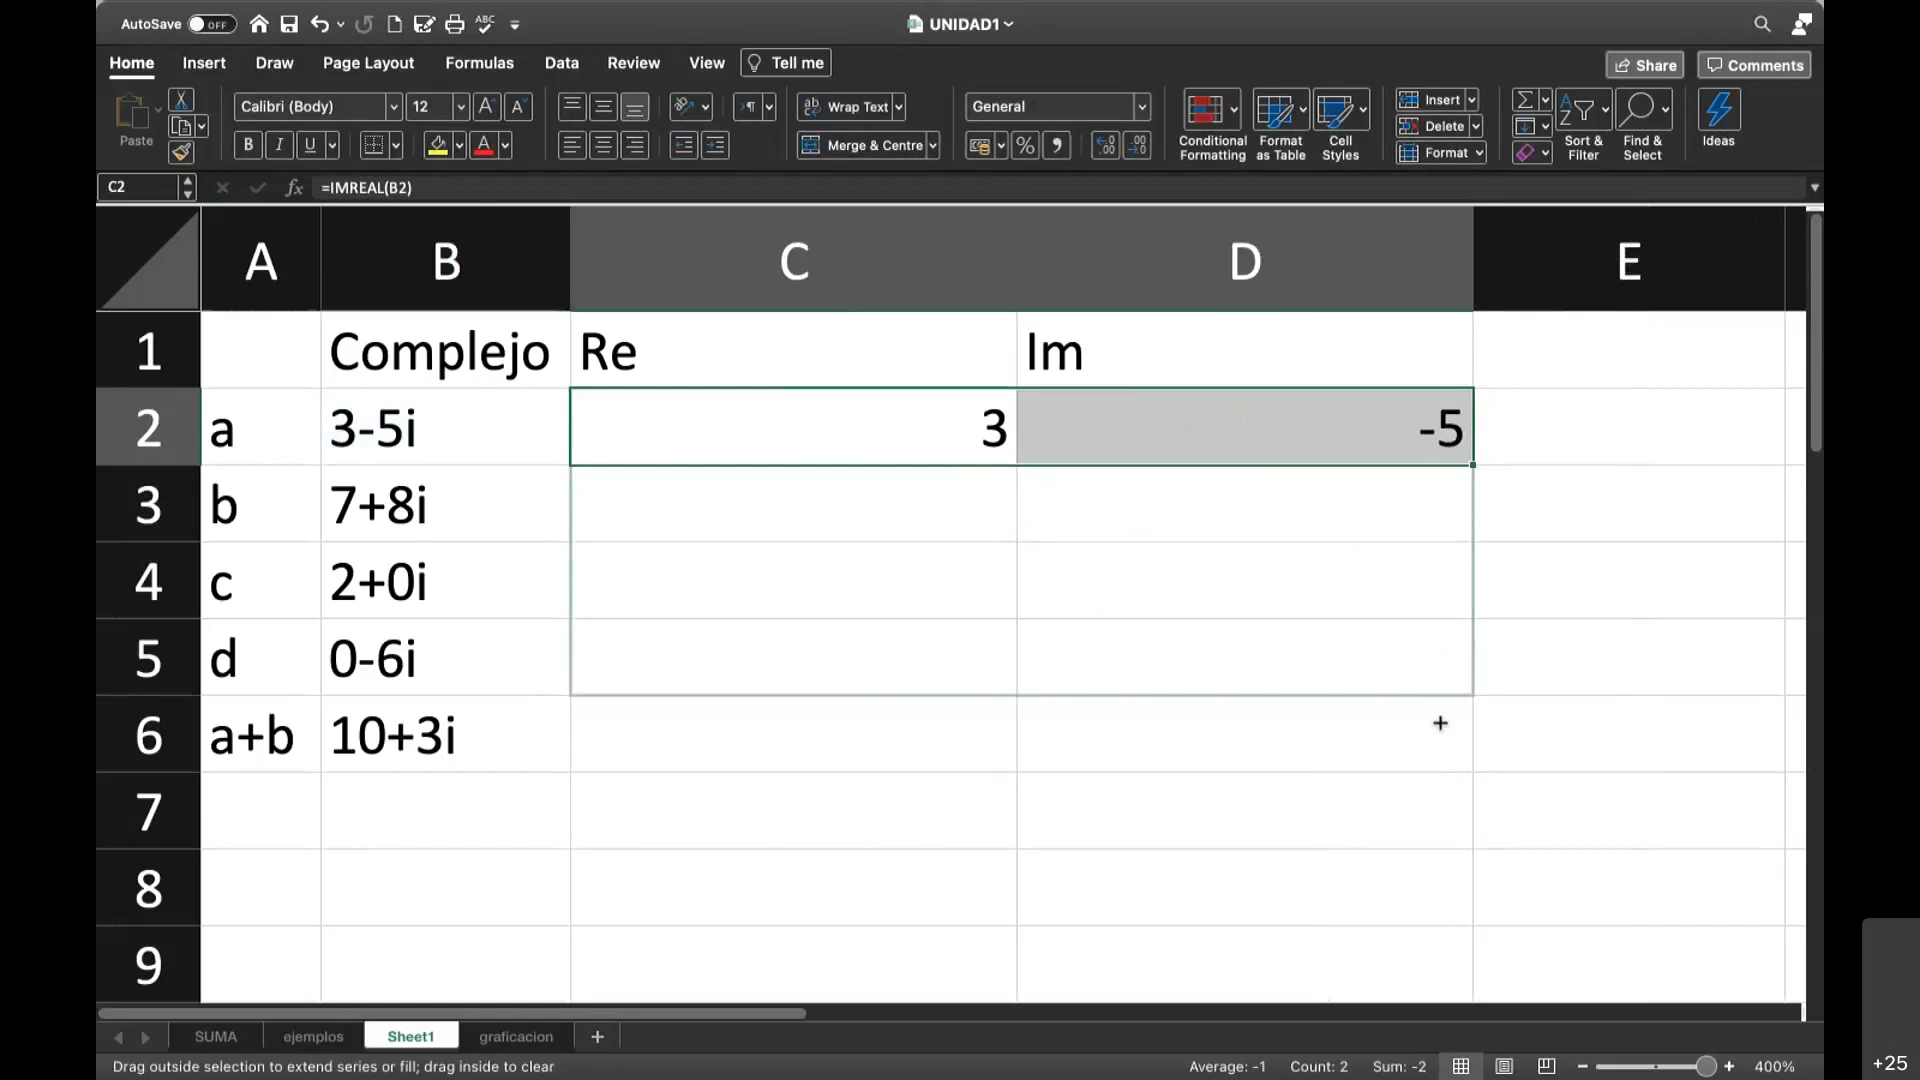 AutoSave OFF UNIDAD1
Home Insert Draw Page Layout Formulas Data Review View Tell me Share Comments
Paste Calibri (Body) 12 A A Wrap Text General Insert
B I U A Merge & Centre % Conditional Formatting Format as Table Cell Styles Delete Format Sort & Filter Find & Select Ideas
C2 fx =IMREAL(B2)
A B C D E
1 Complejo Re Im
2 a 3-5i 3 -5
3 b 7+8i
4 c 2+0i
5 d 0-6i
6 a+b 10+3i
7
8
9
SUMA ejemplos Sheet1 graficacion +
Drag outside selection to extend series or fill; drag inside to clear Average: -1 Count: 2 Sum: -2 400%
+25